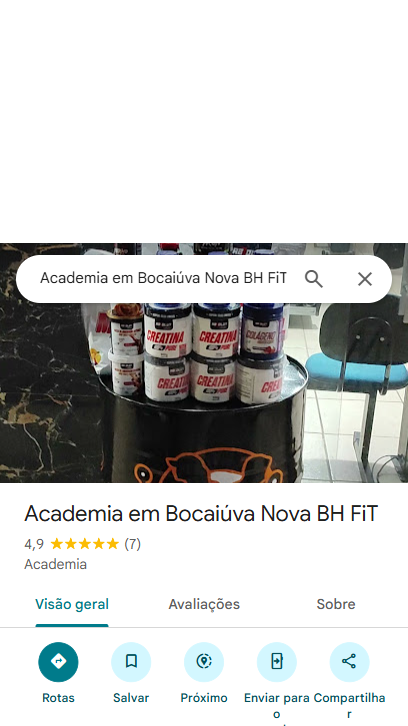 Academia em Bocaiúva Nova BH FiT
CREATINA
CREATINA
COLÁGENO
CREATINA
CREATINA
Academia em Bocaiúva Nova BH FiT
4,9 ★★★★★ (7)
Academia
Visão geral Avaliações Sobre
Rotas Salvar Próximo Enviar para o Compartilhar